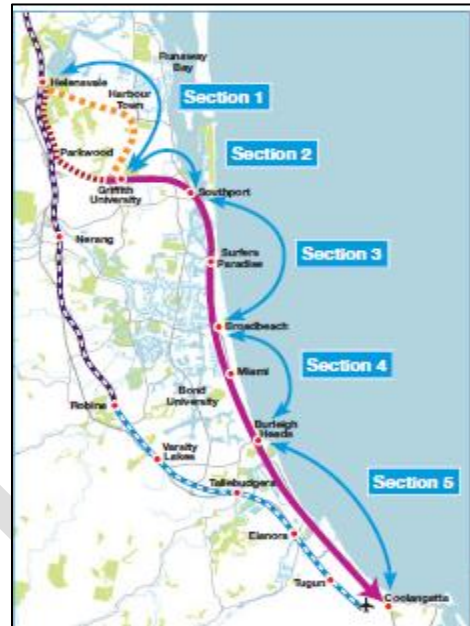 Runaway
Bay
Helensvale
Harbour
Town
Section 1
Parkwood
Section 2
Griffith
University
Southport
Nerang
Section 3
Surfers
Paradise
Broadbeach
Section 4
Miami
Bond
University
Robina
Burleigh
Heads
Varsity
Lakes
Section 5
Tallebudgera
Elanora
Tugun
Coolangatta